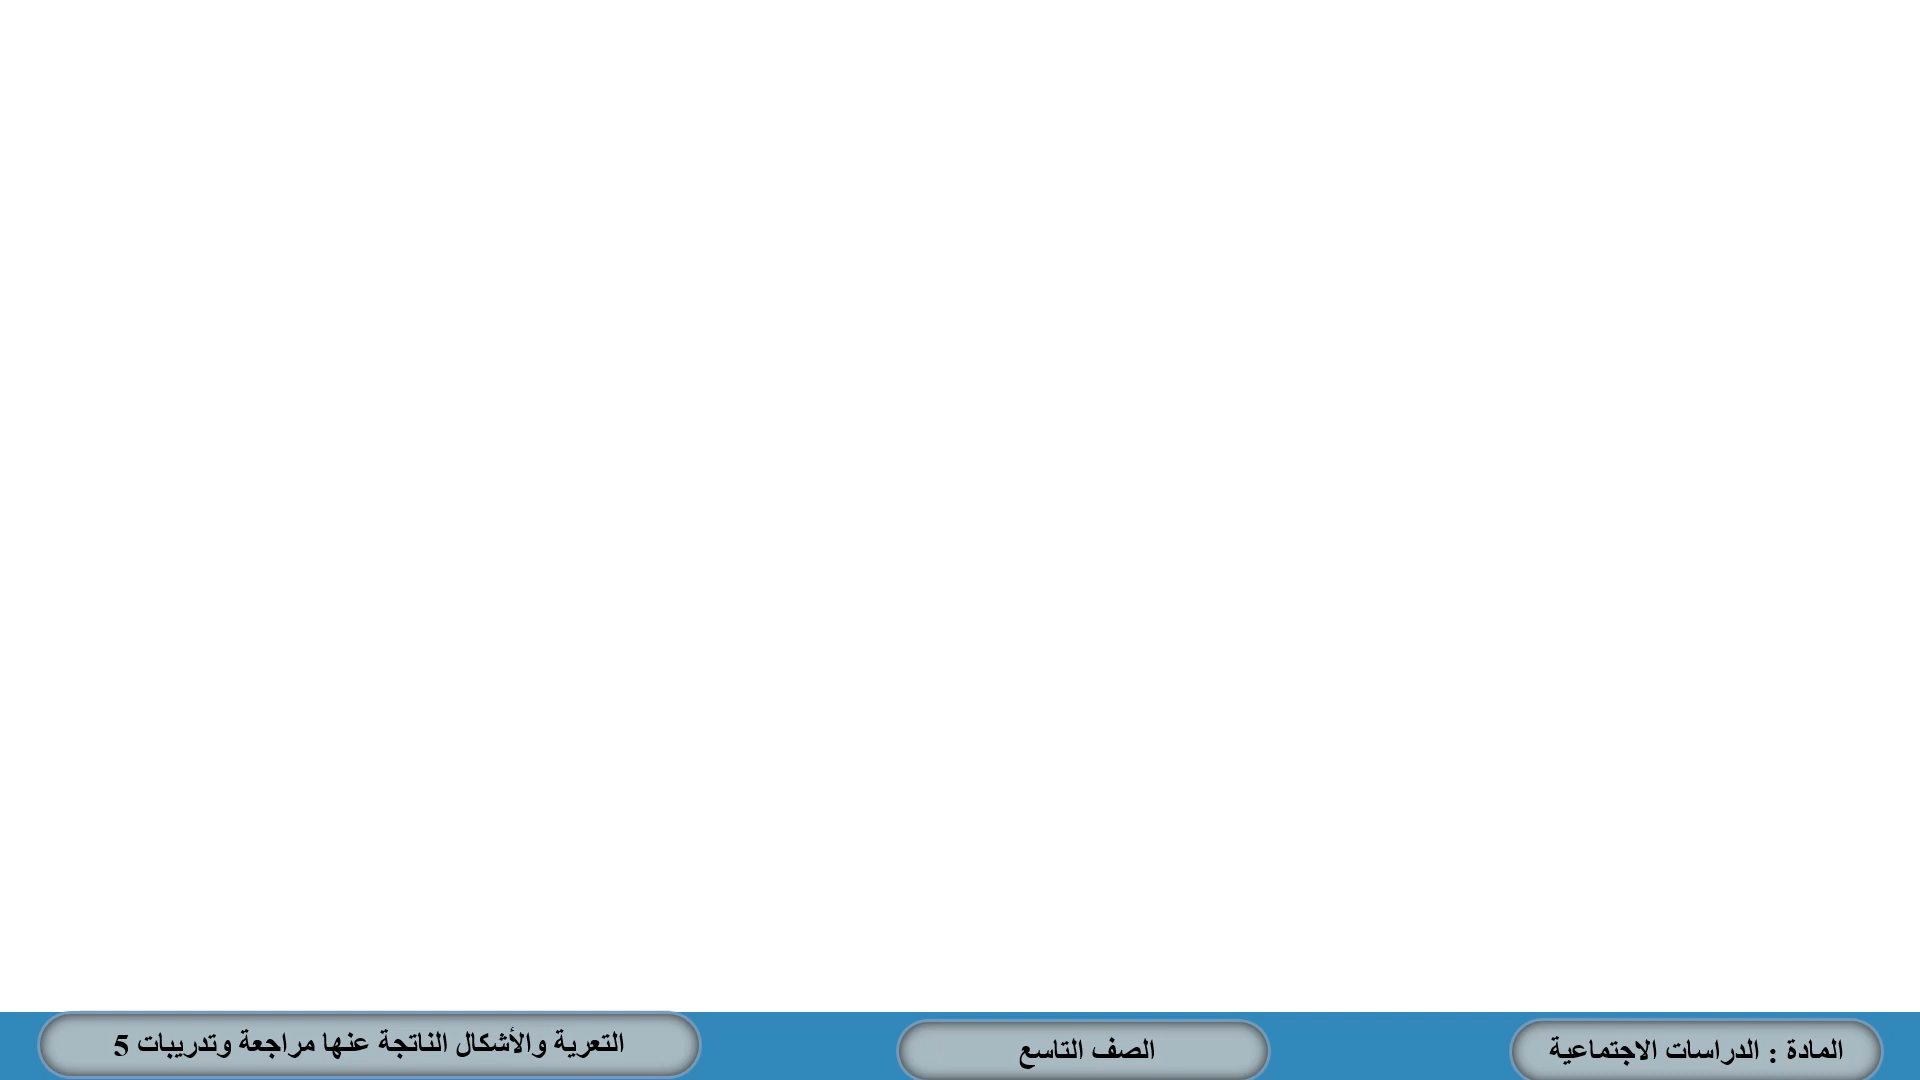 المادة : الدراسات الاجتماعية
الصف التاسع
التعرية والأشكال الناتجة عنها مراجعة وتدريبات 5